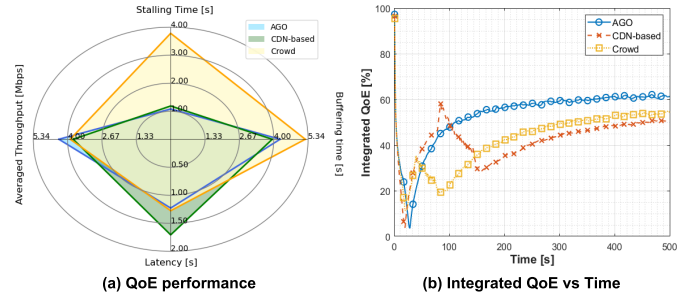 Stalling Time [s]
4.00
AGO
CDN-based
Crowd
3.00
2.00
1.00
5.34 4.00 2.67 1.33 1.33 2.67 4.00 5.34
0.50
1.00
1.50
2.00
Averaged Throughput [Mbps]
Buffering time [s]
Latency [s]
(a) QoE performance
100
80
60
40
20
0
Integrated QoE [%]
AGO
CDN-based
Crowd
0 100 200 300 400 500
Time [s]
(b) Integrated QoE vs Time